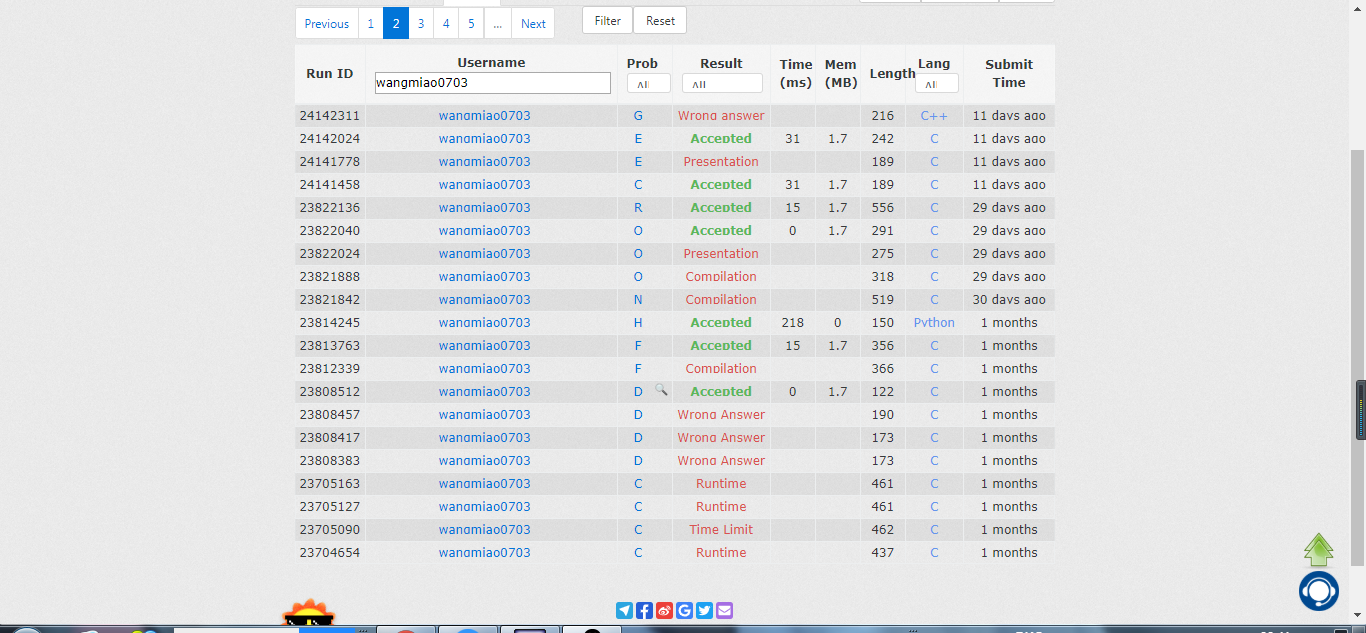 Previous 1 2 3 4 5 ... Next Filter Reset
Run ID Username Prob Result Time (ms) Mem (MB) Length Lang Submit Time
wangmiao0703 All All All
24142311 wangmiao0703 G Wrong answer 216 C++ 11 days ago
24142024 wangmiao0703 E Accepted 31 1.7 242 C 11 days ago
24141778 wangmiao0703 E Presentation 189 C 11 days ago
24141458 wangmiao0703 C Accepted 31 1.7 189 C 11 days ago
23822136 wangmiao0703 R Accepted 15 1.7 556 C 29 days ago
23822040 wangmiao0703 O Accepted 0 1.7 291 C 29 days ago
23822024 wangmiao0703 O Presentation 275 C 29 days ago
23821888 wangmiao0703 O Compilation 318 C 29 days ago
23821842 wangmiao0703 N Compilation 519 C 30 days ago
23814245 wangmiao0703 H Accepted 218 0 150 Python 1 months
23813763 wangmiao0703 F Accepted 15 1.7 356 C 1 months
23812339 wangmiao0703 F Compilation 366 C 1 months
23808512 wangmiao0703 D Accepted 0 1.7 122 C 1 months
23808457 wangmiao0703 D Wrong Answer 190 C 1 months
23808417 wangmiao0703 D Wrong Answer 173 C 1 months
23808383 wangmiao0703 D Wrong Answer 173 C 1 months
23705163 wangmiao0703 C Runtime 461 C 1 months
23705127 wangmiao0703 C Runtime 461 C 1 months
23705090 wangmiao0703 C Time Limit 462 C 1 months
23704654 wangmiao0703 C Runtime 437 C 1 months